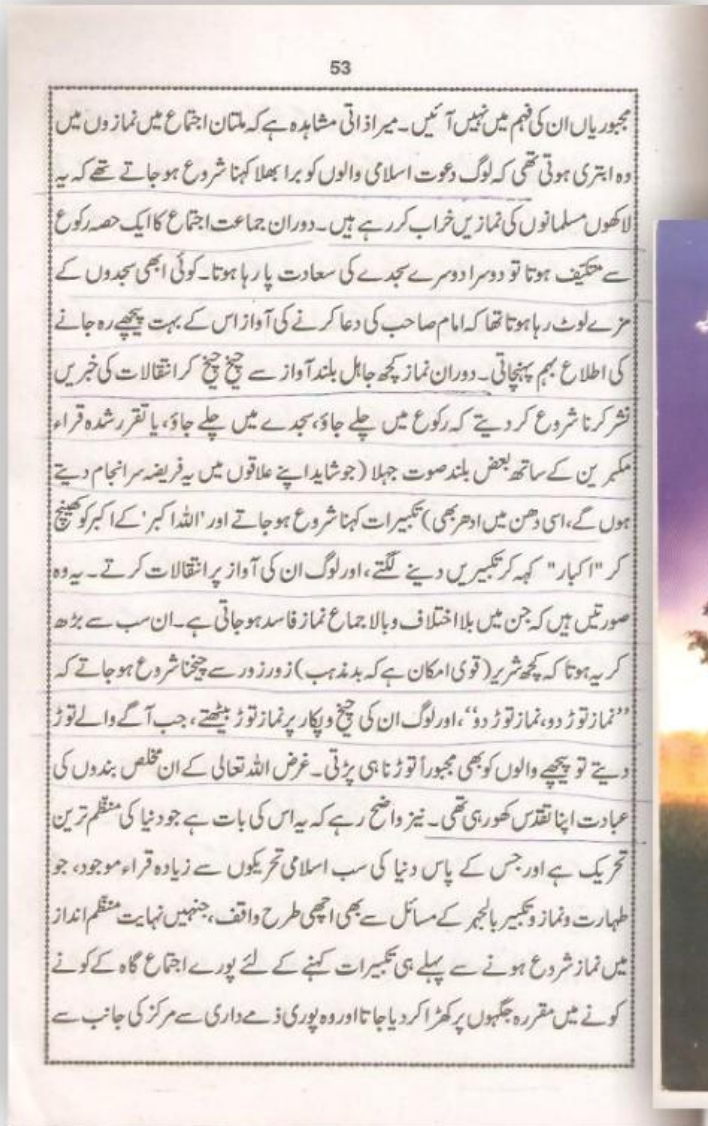 53
مجبوریاں ان کی فہم میں نہیں آئیں۔ میرا ذاتی مشاہدہ ہے کہ ملتان اجتماع میں نمازوں میں
وہ ابتری ہوتی تھی کہ لوگ دعوت اسلامی والوں کو برا بھلا کہنا شروع ہو جاتے تھے کہ یہ
لاکھوں مسلمانوں کی نمازیں خراب کر رہے ہیں۔ دوران جماعت اجتماع کا ایک حصہ رکوع
سے متکیف ہوتا تو دوسرا دوسرے سجدے کی سعادت پا رہا ہوتا۔ کوئی ابھی سجدوں کے
مزے لوٹ رہا ہوتا تھا کہ امام صاحب کی دعا کرنے کی آواز اس کے بہت پیچھے رہ جانے
کی اطلاع بہم پہنچاتی۔ دوران نماز کچھ جاہل بلند آواز سے چیخ چیخ کر انتقالات کی خبریں
نشر کرنا شروع کر دیتے کہ رکوع میں چلے جاؤ، سجدے میں چلے جاؤ، یا تقرر شدہ قراء
مکبرین کے ساتھ بعض بلند صوت جہلا (جو شاید اپنے علاقوں میں یہ فریضہ سرانجام دیتے
ہوں گے، اسی دھن میں ادھر بھی) تکبیرات کہنا شروع ہو جاتے اور 'اللہ اکبر' کے اکبر کو کھینچ
کر "اکبار" کہہ کر تکبیریں دینے لگتے، اور لوگ ان کی آواز پر انتقالات کرتے۔ یہ وہ
صورتیں ہیں کہ جن میں بلا اختلاف وبالا جماع نماز فاسد ہو جاتی ہے۔ ان سب سے بڑھ
کر یہ ہوتا کہ کچھ شریر (قوی امکان ہے کہ بدمذہب) زور زور سے چیخنا شروع ہو جاتے کہ
''نماز توڑ دو، نماز توڑ دو''، اور لوگ ان کی چیخ و پکار پر نماز توڑ بیٹھتے، جب آگے والے توڑ
دیتے تو پیچھے والوں کو بھی مجبوراً توڑنا ہی پڑتی۔ غرض اللہ تعالی کے ان مخلص بندوں کی
عبادت اپنا تقدس کھو رہی تھی۔ نیز واضح رہے کہ یہ اس کی بات ہے جو دنیا کی منظم ترین
تحریک ہے اور جس کے پاس دنیا کی سب اسلامی تحریکوں سے زیادہ قراء موجود، جو
طہارت و نماز و تکبیر بالجہر کے مسائل سے بھی اچھی طرح واقف، جنہیں نہایت منظم انداز
میں نماز شروع ہونے سے پہلے ہی تکبیرات کہنے کے لئے پورے اجتماع گاہ کے کونے
کونے میں مقررہ جگہوں پر کھڑا کر دیا جاتا اور وہ پوری ذمے داری سے مرکز کی جانب سے